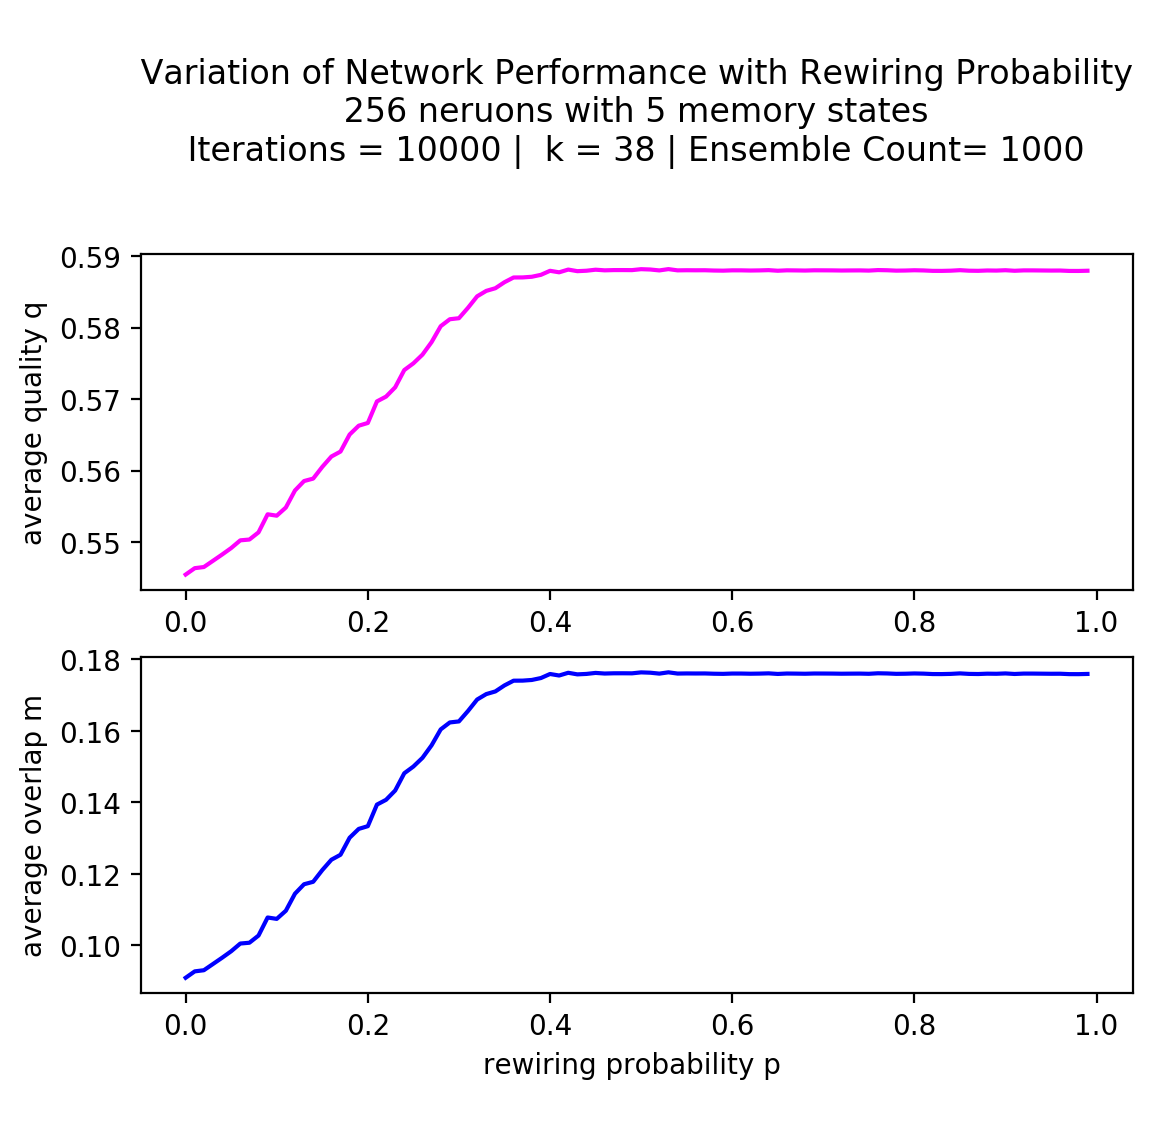 Variation of Network Performance with Rewiring Probability
256 neruons with 5 memory states
Iterations = 10000 |  k = 38 | Ensemble Count= 1000
average quality q
0.59
0.58
0.57
0.56
0.55
0.0 0.2 0.4 0.6 0.8 1.0
average overlap m
0.18
0.16
0.14
0.12
0.10
0.0 0.2 0.4 0.6 0.8 1.0
rewiring probability p